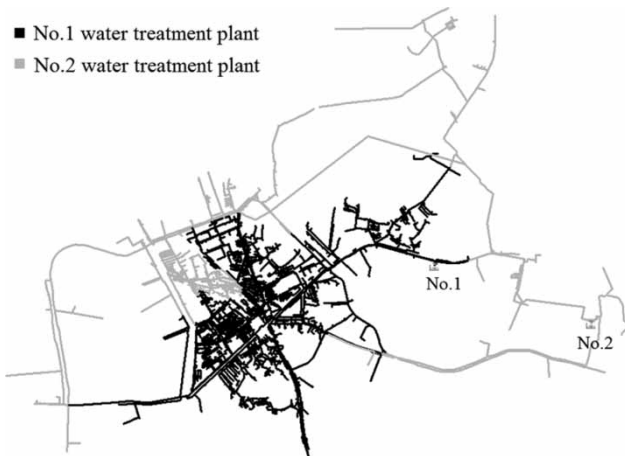 No.1 water treatment plant
No.2 water treatment plant
No.1
No.2